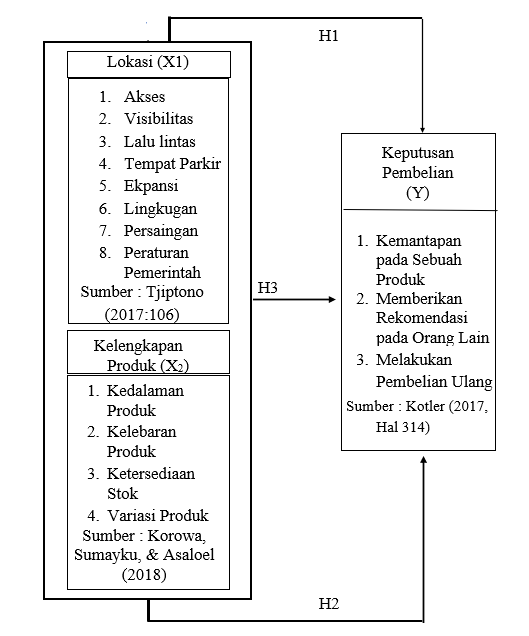 H1
Lokasi (X1)
1. Akses
2. Visibilitas
3. Lalu lintas
4. Tempat Parkir
5. Ekpansi
6. Lingkugan
7. Persaingan
8. Peraturan
Pemerintah
Sumber : Tjiptono
(2017:106)
Kelengkapan
Produk (X₂)
1. Kedalaman
Produk
2. Kelebaran
Produk
3. Ketersediaan
Stok
4. Variasi Produk
Sumber : Korowa,
Sumayku, & Asaloel
(2018)
H3
Keputusan
Pembelian
(Y)
1. Kemantapan
pada Sebuah
Produk
2. Memberikan
Rekomendasi
pada Orang Lain
3. Melakukan
Pembelian Ulang
Sumber : Kotler (2017,
Hal 314)
H2